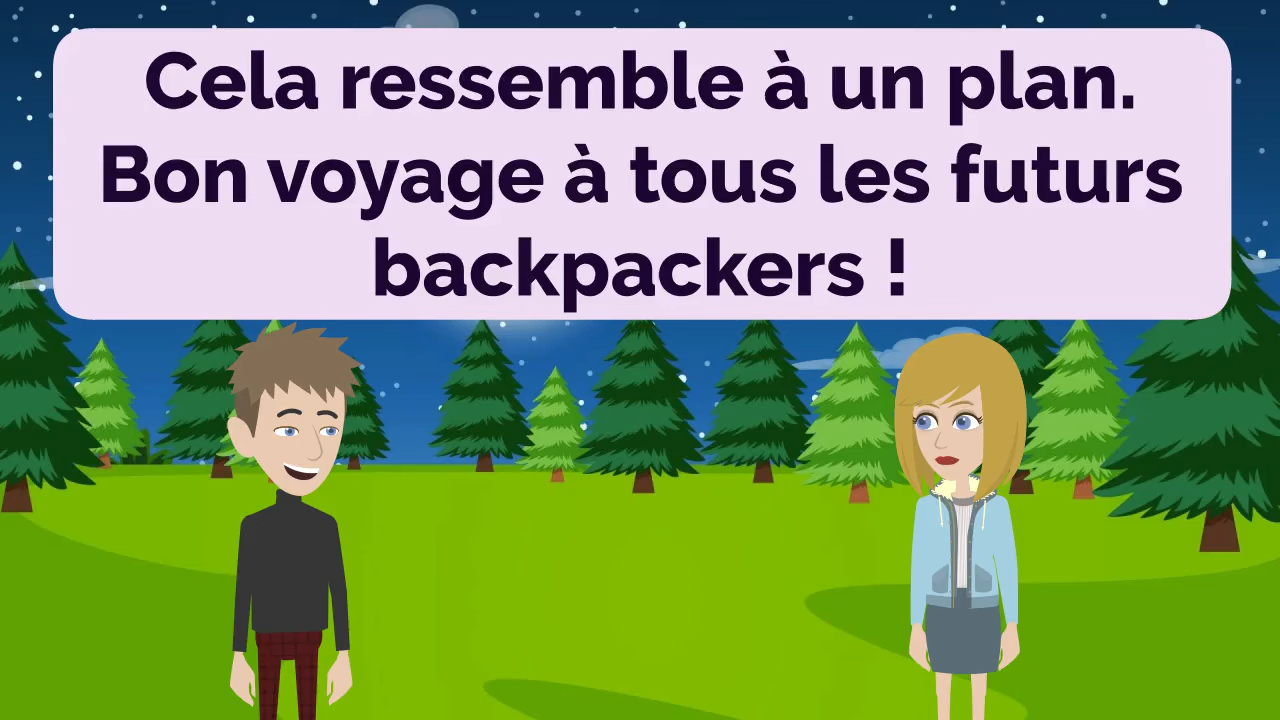 Cela ressemble à un plan.
Bon voyage à tous les futurs
backpackers !